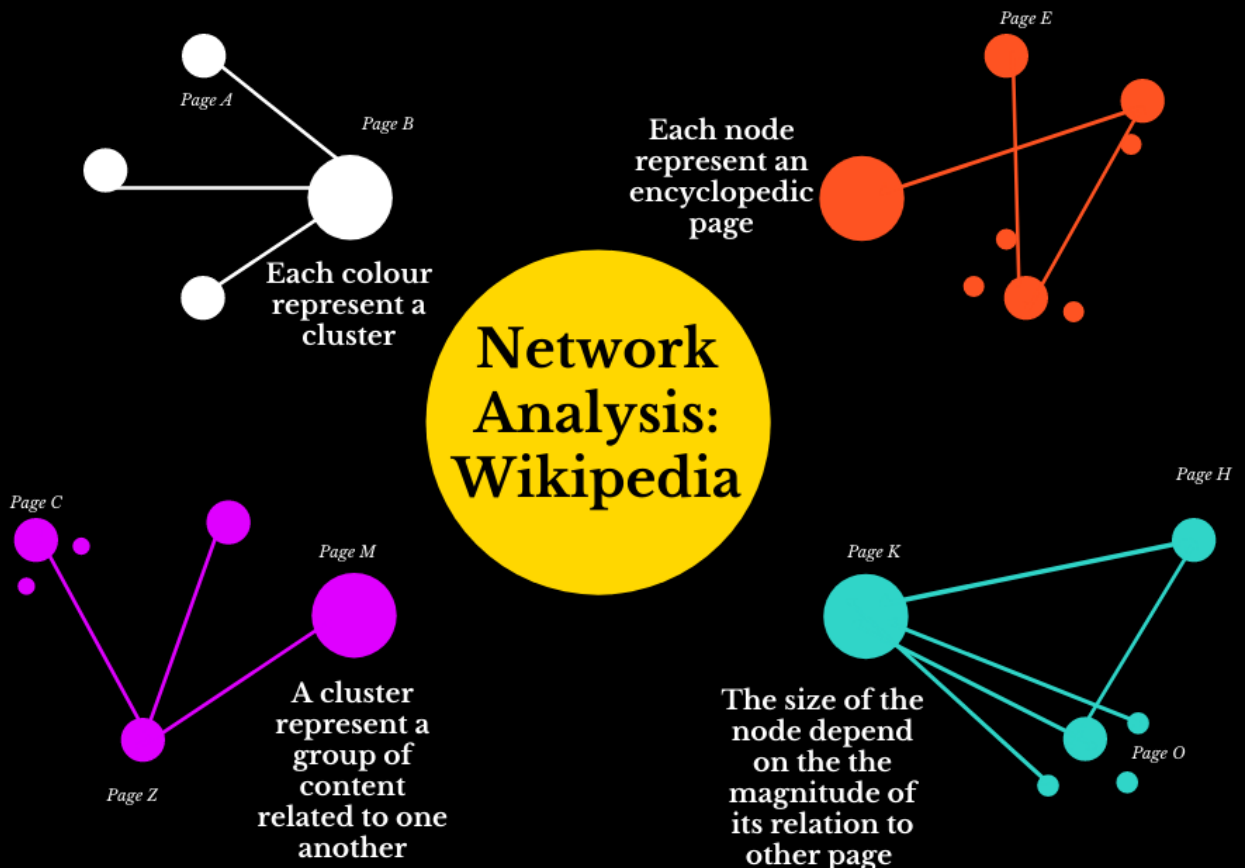 Page A
Page B
Each colour
represent a
cluster
Page E
Each node
represent an
encyclopedic
page
Network
Analysis:
Wikipedia
Page C
Page M
Page Z
A cluster
represent a
group of
content
related to one
another
Page H
Page K
Page O
The size of the
node depend
on the the
magnitude of
its relation to
other page